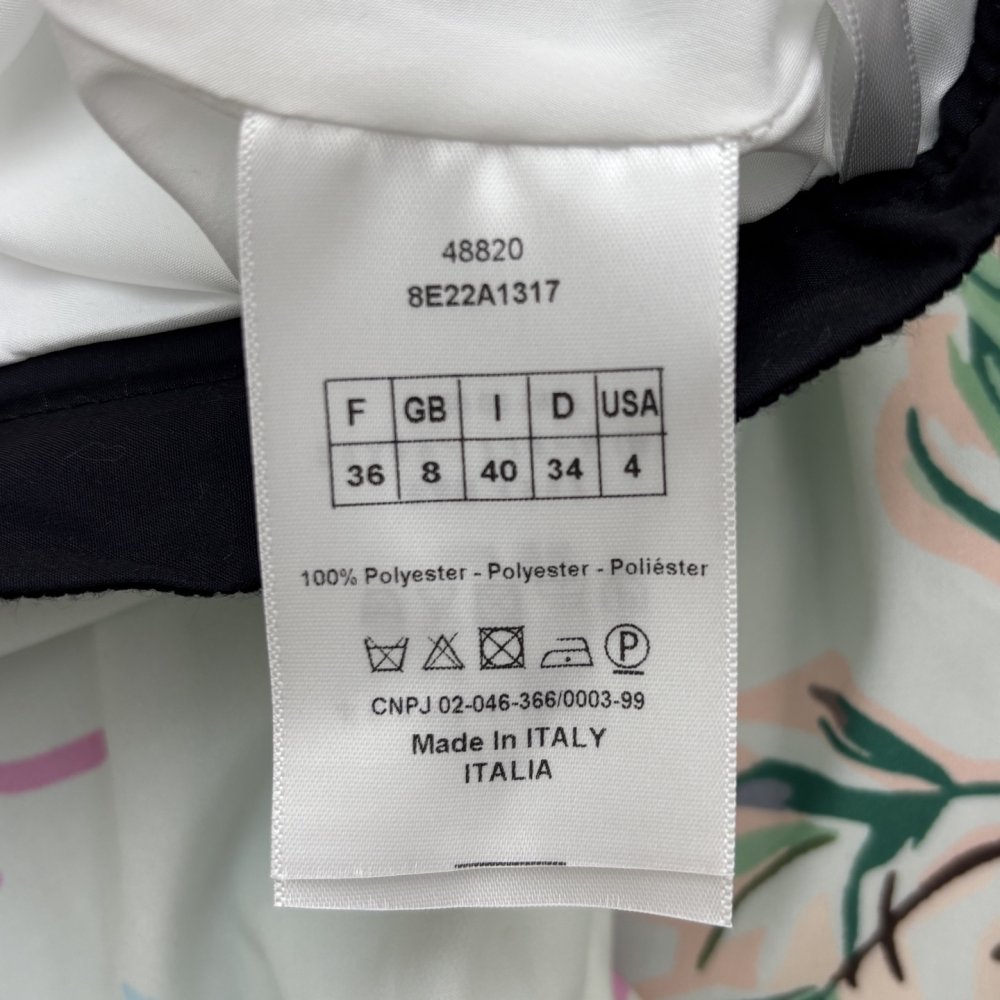 48820
8E22A1317
F GB I D USA
36 8 40 34 4
100% Polyester - Polyester - Poliéster
P
CNPJ 02-046-366/0003-99
Made In ITALY
ITALIA